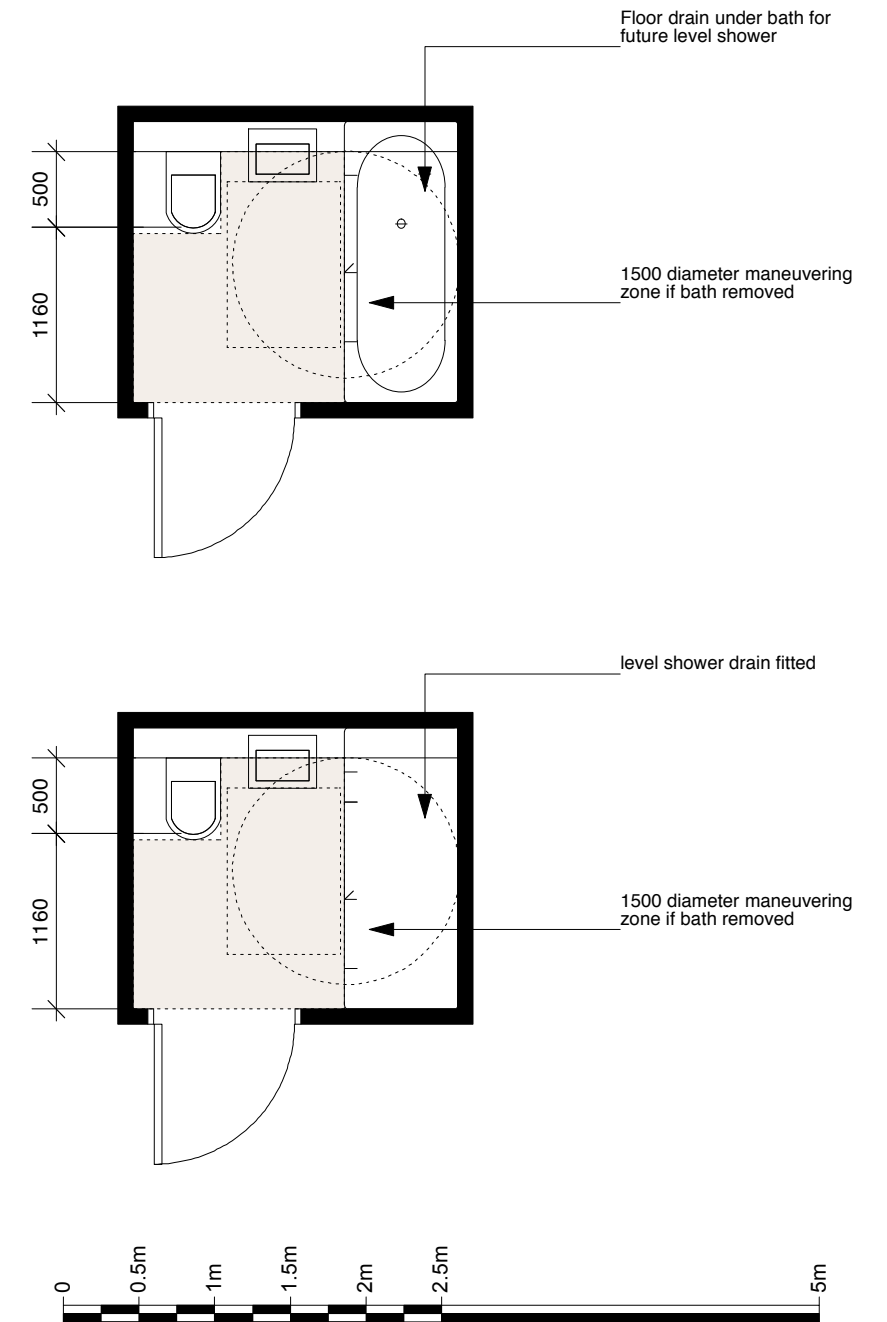 Floor drain under bath for
future level shower
500
1160
1500 diameter maneuvering
zone if bath removed
level shower drain fitted
500
1160
1500 diameter maneuvering
zone if bath removed
0
0.5m
1m
1.5m
2m
2.5m
5m